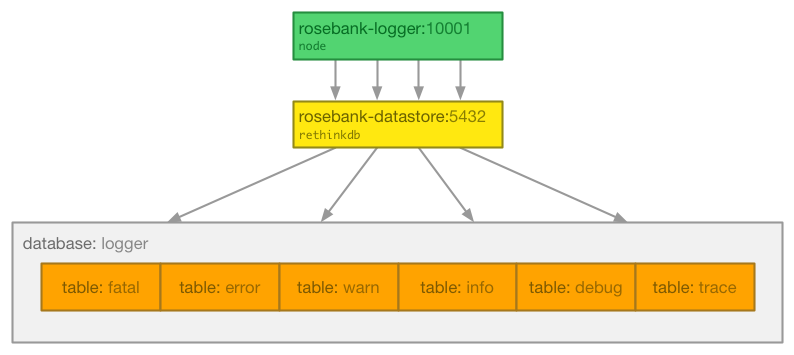 rosebank-logger:10001
node
rosebank-datastore:5432
rethinkdb
database: logger
table: fatal table: error table: warn table: info table: debug table: trace